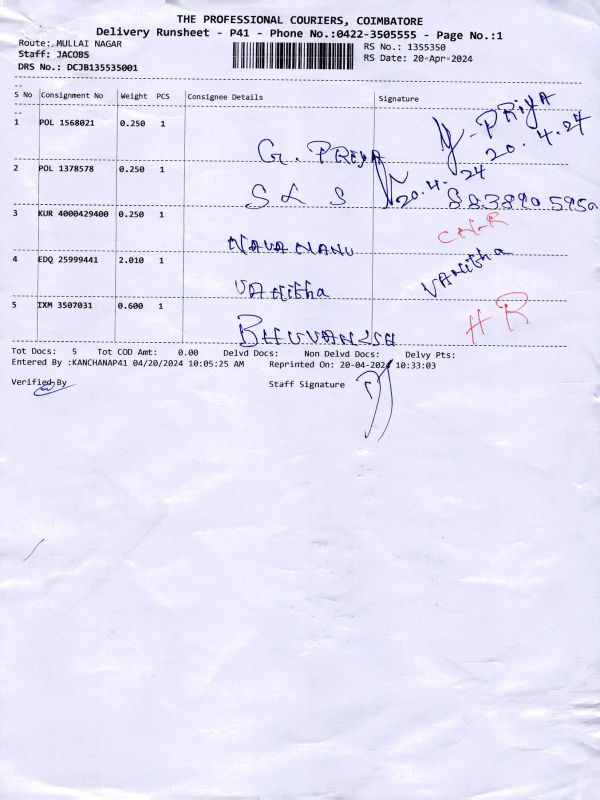 THE PROFESSIONAL COURIERS, COIMBATORE
Delivery Runsheet - P41 - Phone No.:0422-3505555 - Page No.:1
Route: MULLAI NAGAR RS No.: 1355350
Staff: JACOBS RS Date: 20-Apr-2024
DRS No.: DCJB135535001
S No Consignment No Weight PCS Consignee Details Signature
1 POL 1568021 0.250 1 G. PRIYA PRiYA 20.4.24
2 POL 1378578 0.250 1 S L S 20.4.24
3 KUR 4000429400 0.250 1
4 EDQ 25999441 2.010 1 VANitha VANitha
5 IXM 3507031 0.600 1 H R
Tot Docs: 5 Tot COD Amt: 0.00 Delvd Docs: Non Delvd Docs: Delvy Pts:
Entered By :KANCHANAP41 04/20/2024 10:05:25 AM Reprinted On: 20-04-2024 10:33:03
Verified By Staff Signature